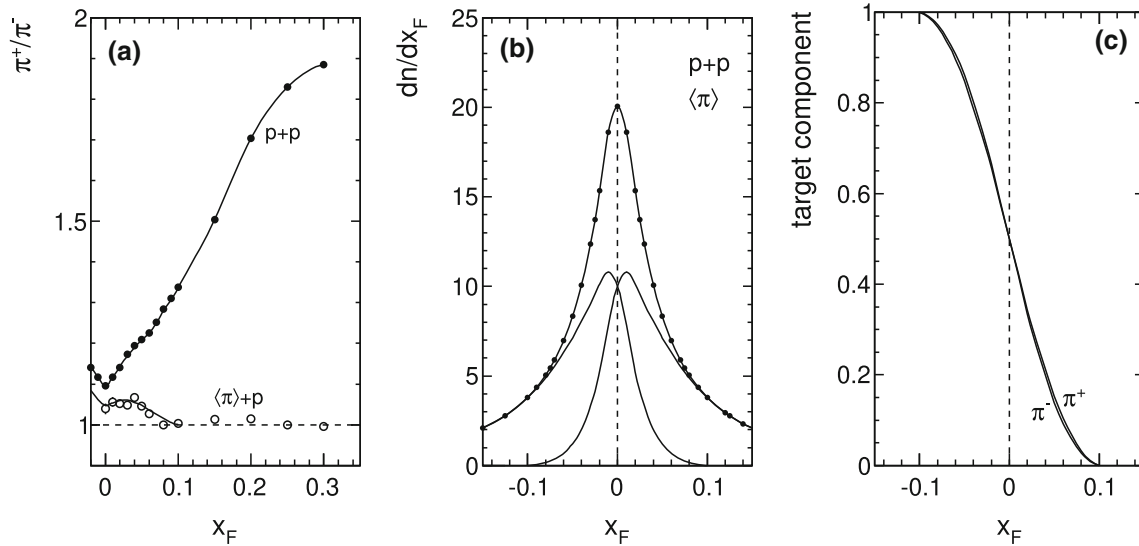 π⁺/π⁻
2
1.5
1
0
0.1
0.2
0.3
x_F
(a)
p+p
⟨π⟩+p
dn/dx_F
25
20
15
10
5
0
-0.1
0
0.1
x_F
(b)
p+p
⟨π⟩
target component
1
0.8
0.6
0.4
0.2
0
-0.1
0
0.1
x_F
(c)
π⁻ π⁺